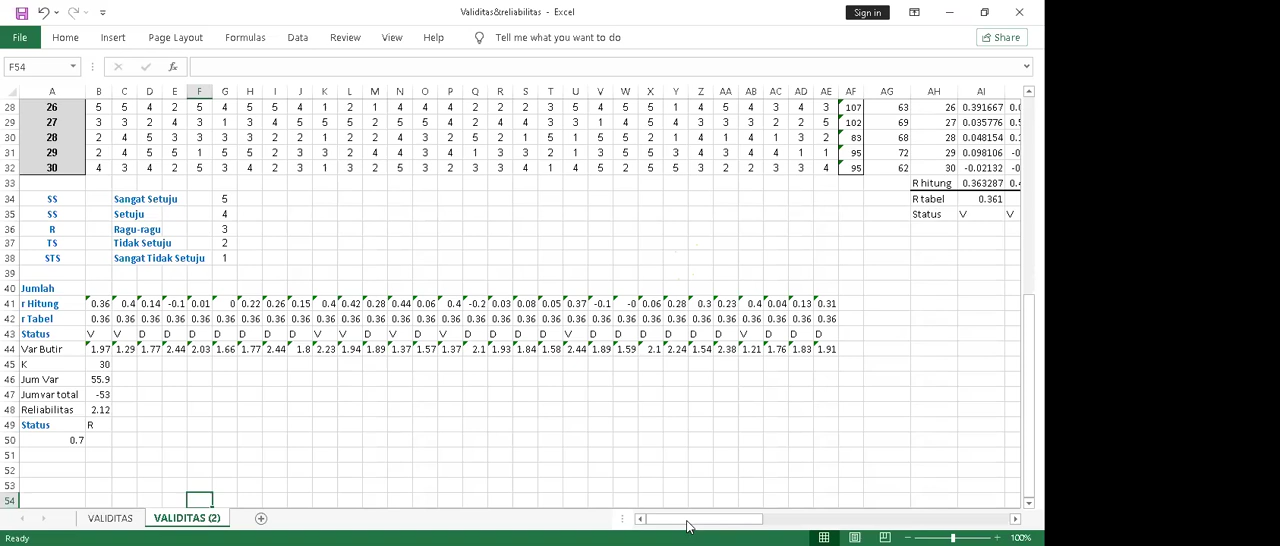 Validitas&reliabilitas - Excel
Sign in
File Home Insert Page Layout Formulas Data Review View Help Tell me what you want to do Share
F54 fx
A B C D E F G H I J K L M N O P Q R S T U V W X Y Z AA AB AC AD AE AF AG AH AI
28 26 5 5 4 2 5 4 5 5 5 1 2 1 4 4 4 2 2 2 3 5 4 5 5 1 4 5 4 3 4 3 107 63 26 0.391667
29 27 3 3 2 4 3 1 3 4 5 5 5 2 5 5 4 2 4 4 3 3 1 4 5 4 3 3 3 2 2 5 102 69 27 0.035776
30 28 2 4 5 3 3 3 3 3 2 2 4 3 2 5 2 1 5 1 5 5 2 1 4 1 4 1 3 2 83 68 28 0.048154
31 29 2 4 5 5 1 5 5 2 3 3 2 4 4 3 4 1 3 3 2 1 3 5 5 3 4 3 4 4 1 1 95 72 29 0.098106
32 30 4 3 4 2 5 3 4 2 3 1 3 2 5 3 2 3 3 4 1 4 5 2 5 5 3 2 2 3 3 4 95 62 30 -0.02132
33 R hitung 0.363287
34 SS Sangat Setuju 5 R tabel 0.361
35 SS Setuju 4 Status V V
36 R Ragu-ragu 3
37 TS Tidak Setuju 2
38 STS Sangat Tidak Setuju 1
39
40 Jumlah
41 r Hitung 0.36 0.4 0.14 -0.1 0.01 0 0.22 0.26 0.15 0.4 0.42 0.28 0.44 0.06 0.4 -0.2 0.03 0.08 0.05 0.37 -0.1 -0 0.06 0.28 0.3 0.23 0.4 0.04 0.13 0.31
42 r Tabel 0.36 0.36 0.36 0.36 0.36 0.36 0.36 0.36 0.36 0.36 0.36 0.36 0.36 0.36 0.36 0.36 0.36 0.36 0.36 0.36 0.36 0.36 0.36 0.36 0.36 0.36 0.36 0.36 0.36 0.36
43 Status V V D D D D D D D V V D V D V D D D D V D D D D D D V D D D
44 Var Butir 1.97 1.29 1.77 2.44 2.03 1.66 1.77 2.44 1.8 2.23 1.94 1.89 1.37 1.57 1.37 2.1 1.93 1.84 1.58 2.44 1.89 1.59 2.1 2.24 1.54 2.38 1.21 1.76 1.83 1.91
45 K 30
46 Jum Var 55.9
47 Jumvar total -53
48 Reliabilitas 2.12
49 Status R
50 0.7
51
52
53
54
VALIDITAS VALIDITAS (2)
Ready 100%